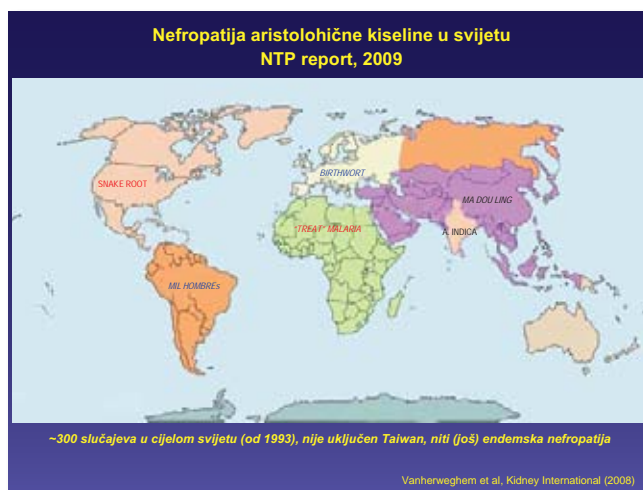 Nefropatija aristolohične kiseline u svijetu
NTP report, 2009
BIRTHWORT
SNAKE ROOT
MA DOU LING
"TREAT" MALARIA
A. INDICA
MIL HOMBREs
~300 slučajeva u cijelom svijetu (od 1993), nije uključen Taiwan, niti (još) endemska nefropatija
Vanherweghem et al, Kidney International (2008)